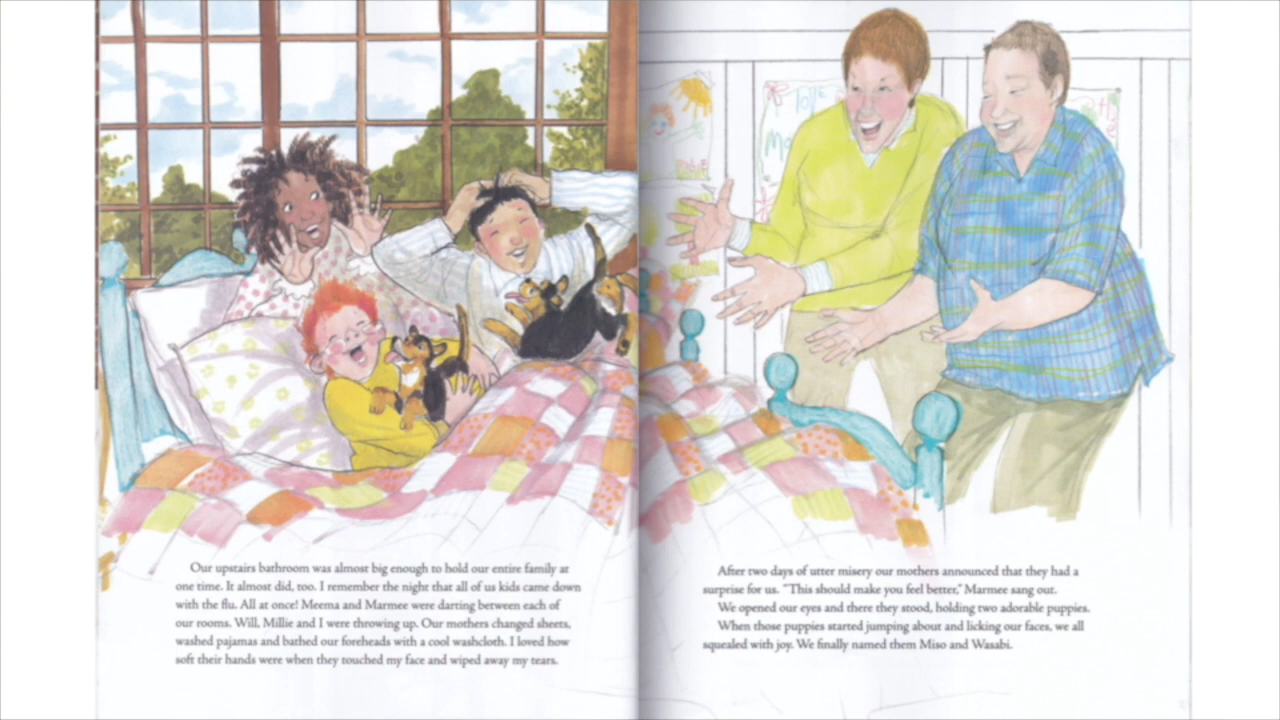 Our upstairs bathroom was almost big enough to hold our entire family at
one time. It almost did, too. I remember the night that all of us kids came down
with the flu. All at once! Meema and Marmee were darting between each of
our rooms. Will, Millie and I were throwing up. Our mothers changed sheets,
washed pajamas and bathed our foreheads with a cool washcloth. I loved how
soft their hands were when they touched my face and wiped away my tears.
After two days of utter misery our mothers announced that they had a
surprise for us. "This should make you feel better," Marmee sang out.
We opened our eyes and there they stood, holding two adorable puppies.
When those puppies started jumping about and licking our faces, we all
squealed with joy. We finally named them Miso and Wasabi.